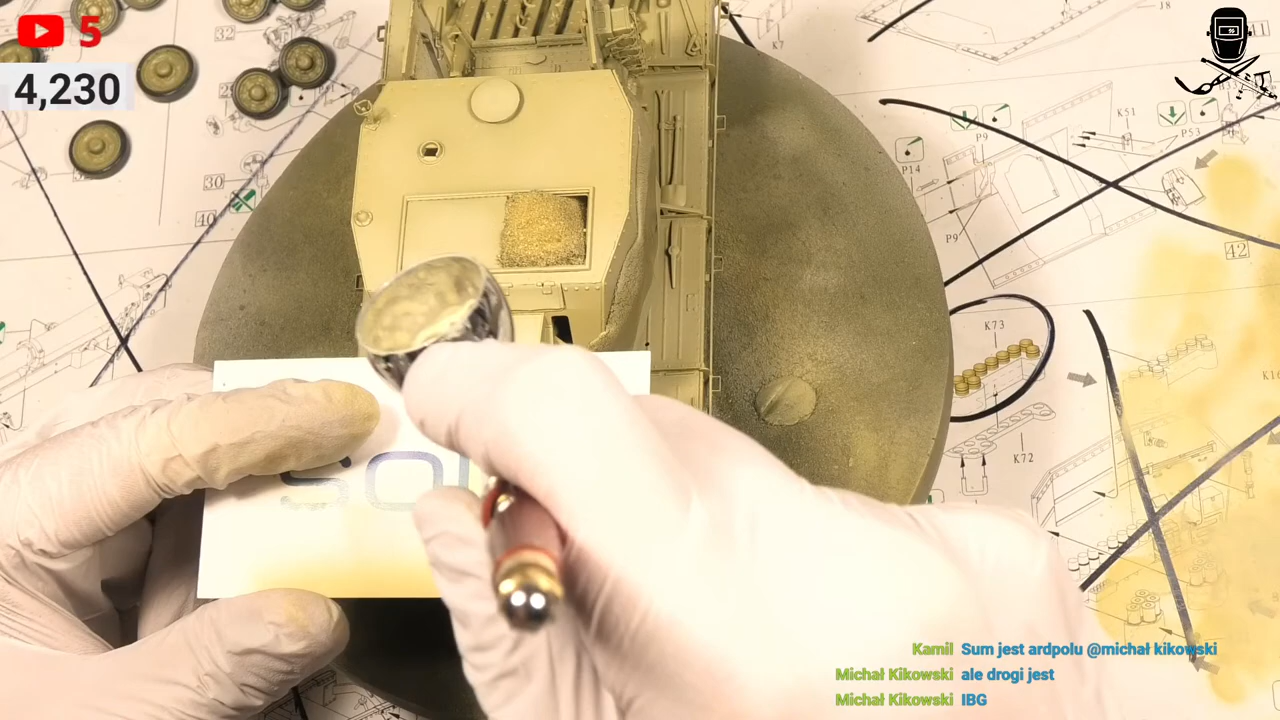 5
4,230
32
30
40
K7
J8
K51
P9
P53
P14
P9
42
K73
K72
Kamil Sum jest ardpolu @michał kikowski
Michał Kikowski ale drogi jest
Michał Kikowski IBG